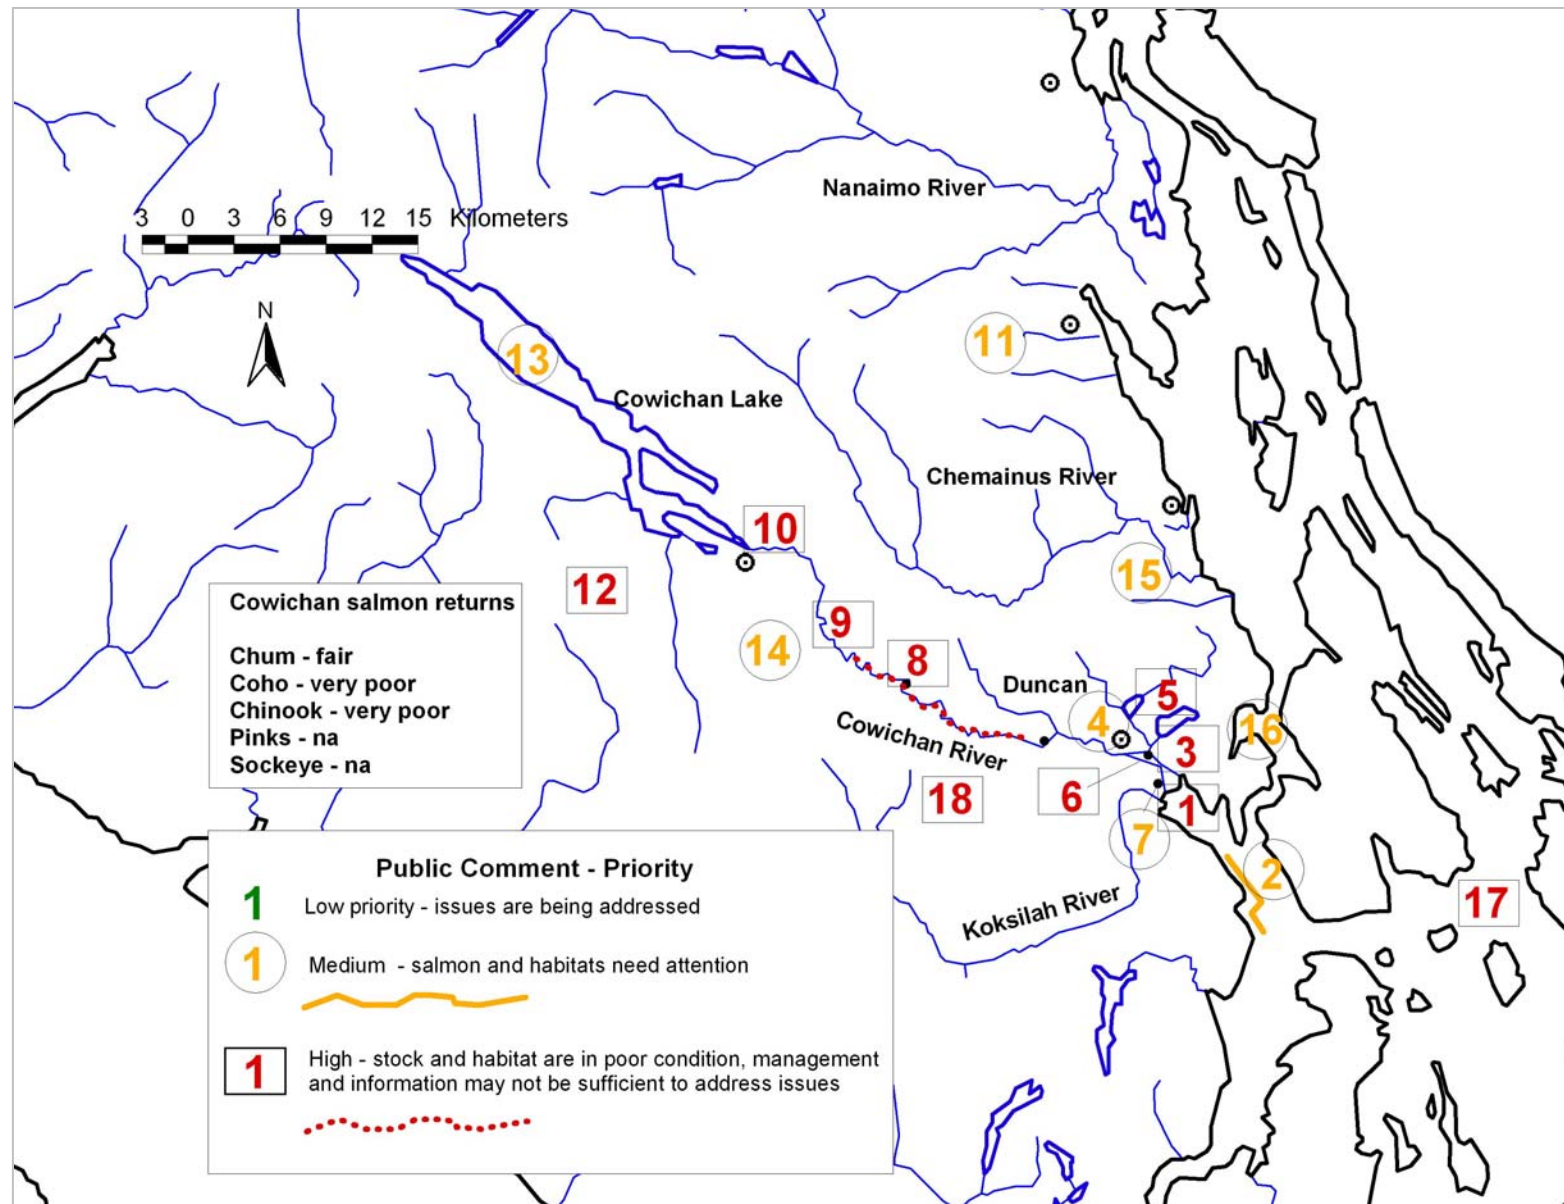 Nanaimo River
3 0 3 6 9 12 15 Kilometers
N
11
13
Cowichan Lake
Chemainus River
10
15
12
9
14
8
Duncan
5
4
16
Cowichan River
3
6
18
1
7
2
Koksilah River
17
Cowichan salmon returns
Chum - fair
Coho - very poor
Chinook - very poor
Pinks - na
Sockeye - na
Public Comment - Priority
1 Low priority - issues are being addressed
1 Medium - salmon and habitats need attention
1 High - stock and habitat are in poor condition, management
and information may not be sufficient to address issues